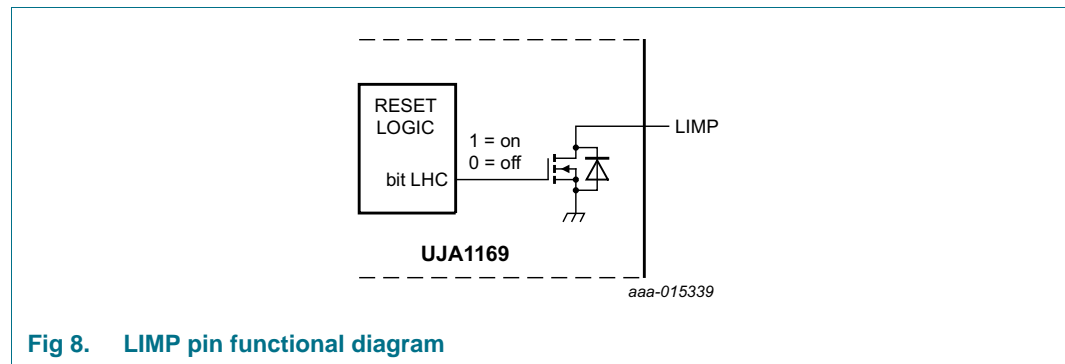 RESET
LOGIC
1 = on
0 = off
bit LHC
LIMP
UJA1169
aaa-015339
Fig 8. LIMP pin functional diagram